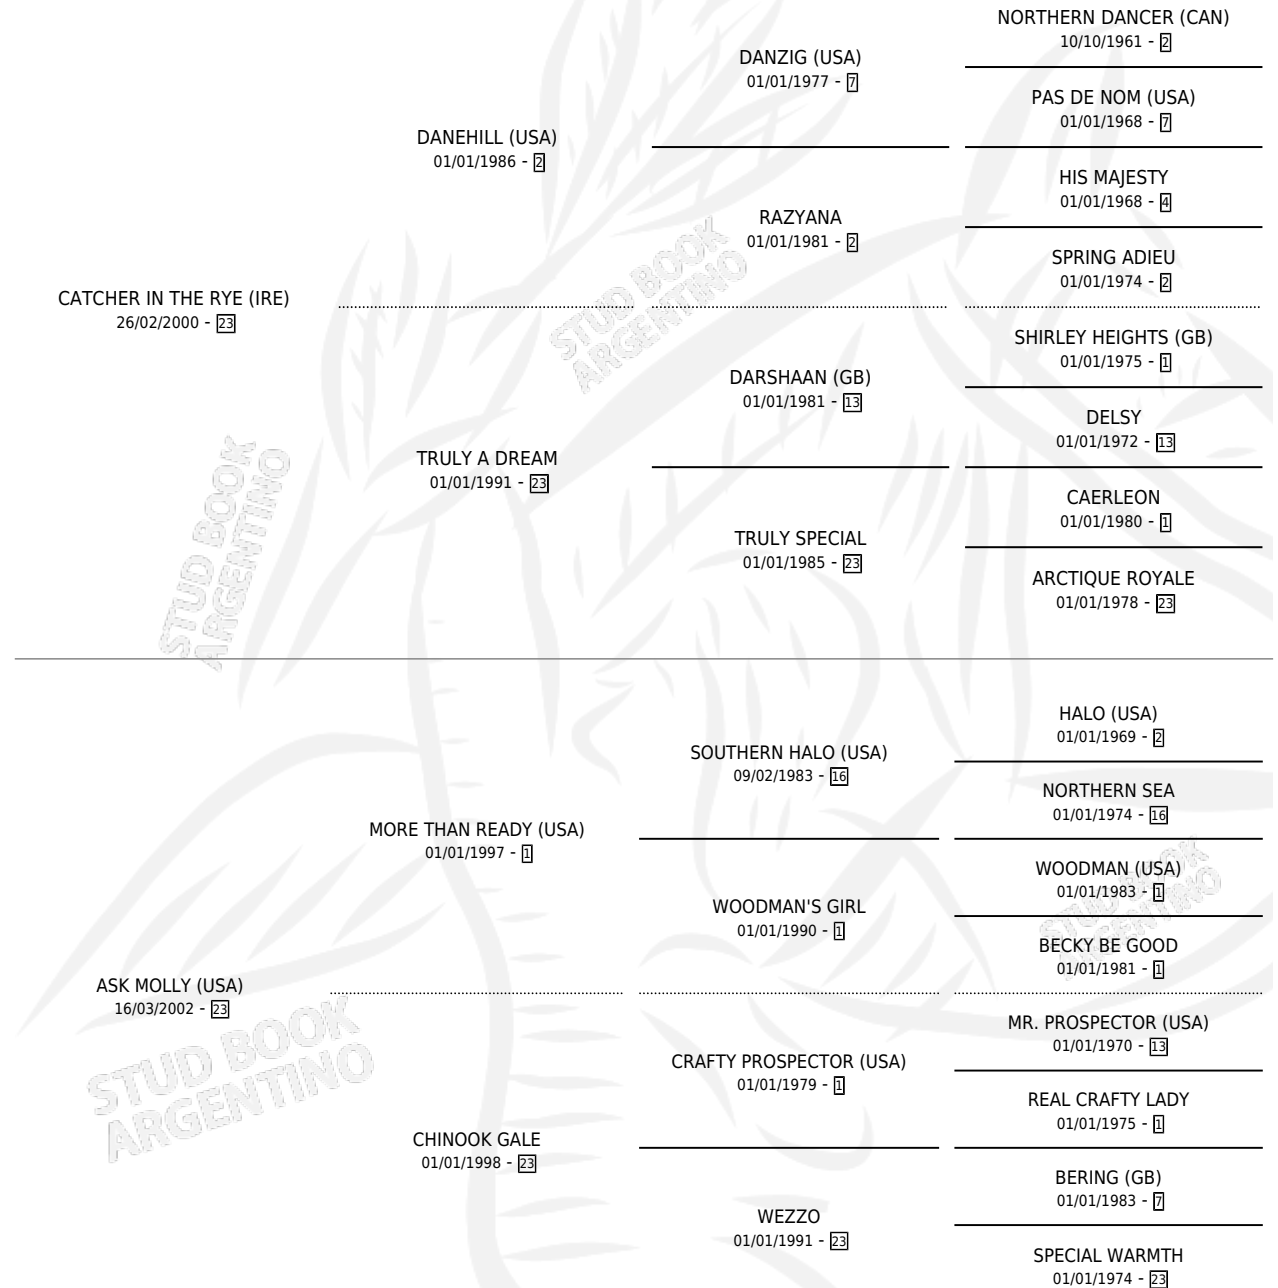 NORTHERN DANCER (CAN)
10/10/1961 - 2
DANZIG (USA)
01/01/1977 - 7
PAS DE NOM (USA)
01/01/1968 - 7
DANEHILL (USA)
01/01/1986 - 2
HIS MAJESTY
01/01/1968 - 4
RAZYANA
01/01/1981 - 2
SPRING ADIEU
01/01/1974 - 2
CATCHER IN THE RYE (IRE)
26/02/2000 - 23
STUD BOOK
ARGENTINO
SHIRLEY HEIGHTS (GB)
01/01/1975 - 1
DARSHAAN (GB)
01/01/1981 - 13
DELSY
01/01/1972 - 13
TRULY A DREAM
01/01/1991 - 23
CAERLEON
01/01/1980 - 1
TRULY SPECIAL
01/01/1985 - 23
ARCTIQUE ROYALE
01/01/1978 - 23
STUD BOOK
ARGENTINO
HALO (USA)
01/01/1969 - 2
SOUTHERN HALO (USA)
09/02/1983 - 16
NORTHERN SEA
01/01/1974 - 16
MORE THAN READY (USA)
01/01/1997 - 1
WOODMAN (USA)
01/01/1983 - 1
STUD BOOK
ARGENTINO
WOODMAN'S GIRL
01/01/1990 - 1
BECKY BE GOOD
01/01/1981 - 1
ASK MOLLY (USA)
16/03/2002 - 23
STUD BOOK
ARGENTINO
MR. PROSPECTOR (USA)
01/01/1970 - 13
CRAFTY PROSPECTOR (USA)
01/01/1979 - 1
REAL CRAFTY LADY
01/01/1975 - 1
CHINOOK GALE
01/01/1998 - 23
BERING (GB)
01/01/1983 - 7
WEZZO
01/01/1991 - 23
SPECIAL WARMTH
01/01/1974 - 23